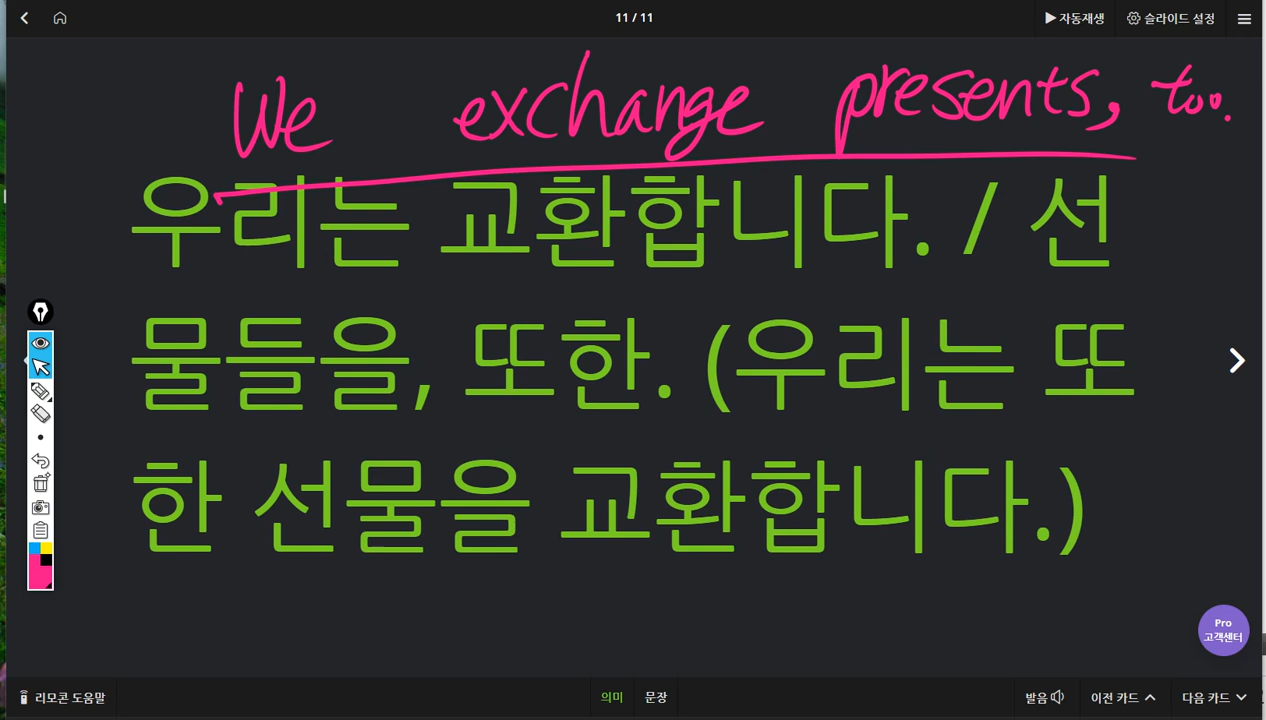 11 / 11
▶자동재생
슬라이드 설정
We exchange presents, too.
우리는 교환합니다. / 선
물들을, 또한. (우리는 또
한 선물을 교환합니다.)
Pro
고객센터
리모콘 도움말
의미
문장
발음
이전 카드
다음 카드